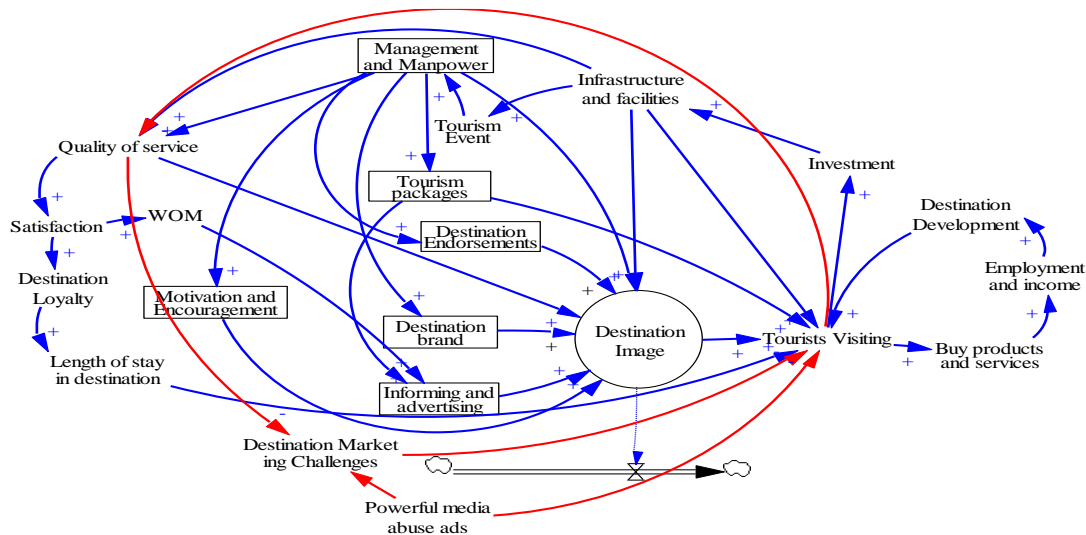 Management
and Manpower
Infrastructure
and facilities
Tourism
Event
Quality of service
Investment
Tourism
packages
Destination
Development
Satisfaction
WOM
Destination
Endorsements
Destination
Loyalty
Employment
and income
Motivation and
Encouragement
Destination
brand
Destination
Image
Tourists Visiting
Buy products
and services
Length of stay
in destination
Informing and
advertising
Destination Market
ing Challenges
Powerful media
abuse ads